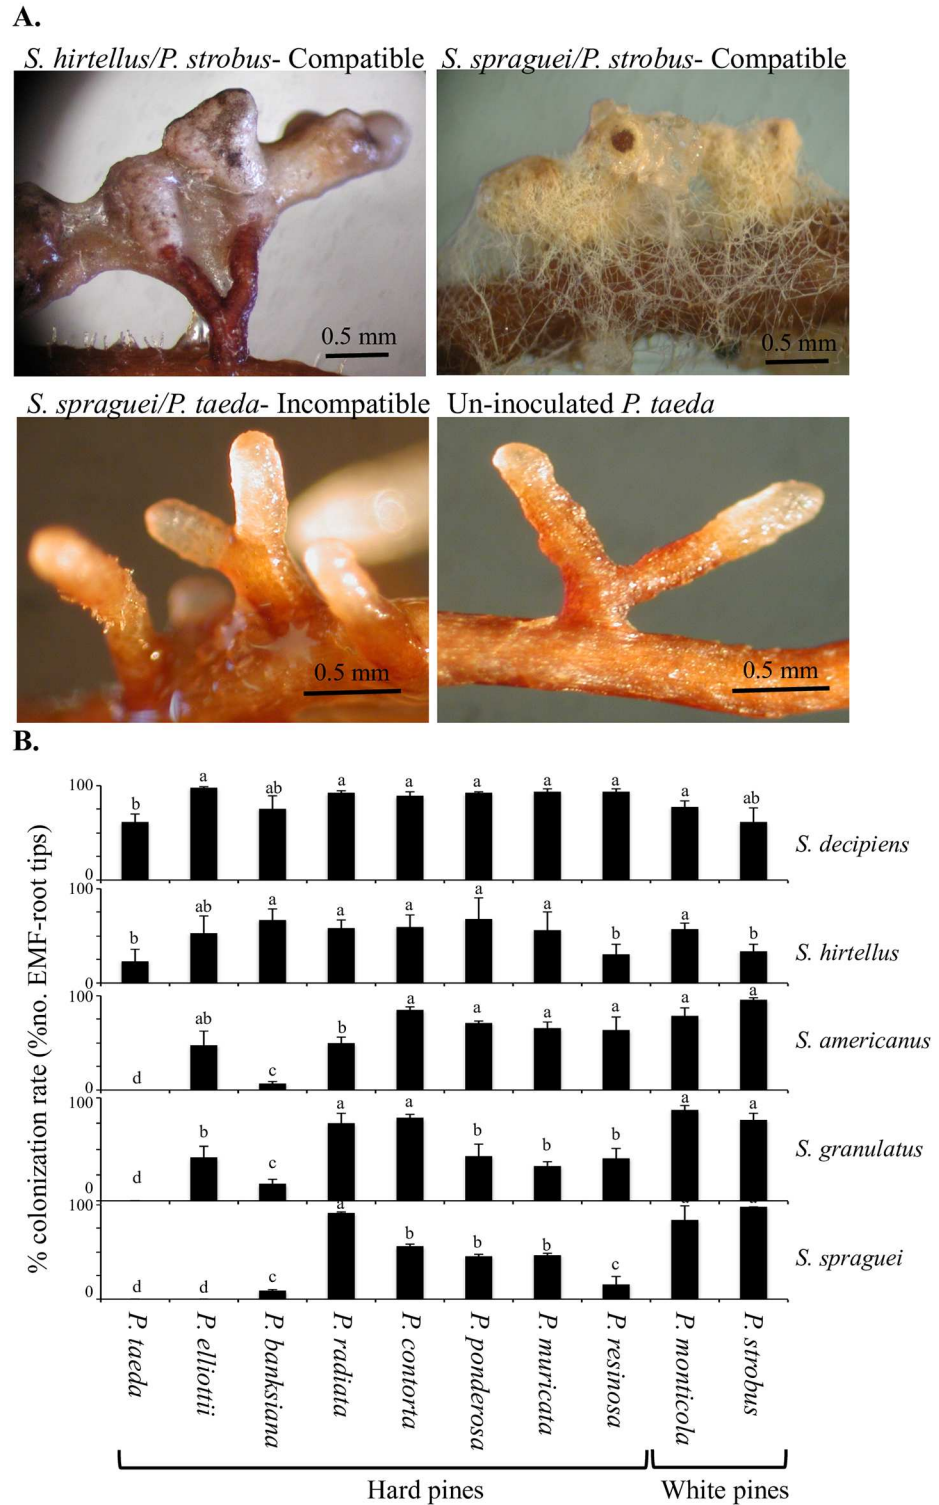 A.
S. hirtellus/P. strobus- Compatible
S. spraguei/P. strobus- Compatible
0.5 mm
0.5 mm
S. spraguei/P. taeda- Incompatible
Un-inoculated P. taeda
0.5 mm
0.5 mm
B.
% colonization rate (%no. EMF-root tips)
100
0
b a ab a a a a a a ab
S. decipiens
100
0
b ab a a a a a b a b
S. hirtellus
100
0
d ab c b a a a a a a
S. americanus
100
0
d b c a a b b b a a
S. granulatus
100
0
d d c a b b b c a a
S. spraguei
P. taeda
P. elliottii
P. banksiana
P. radiata
P. contorta
P. ponderosa
P. muricata
P. resinosa
P. monticola
P. strobus
Hard pines
White pines